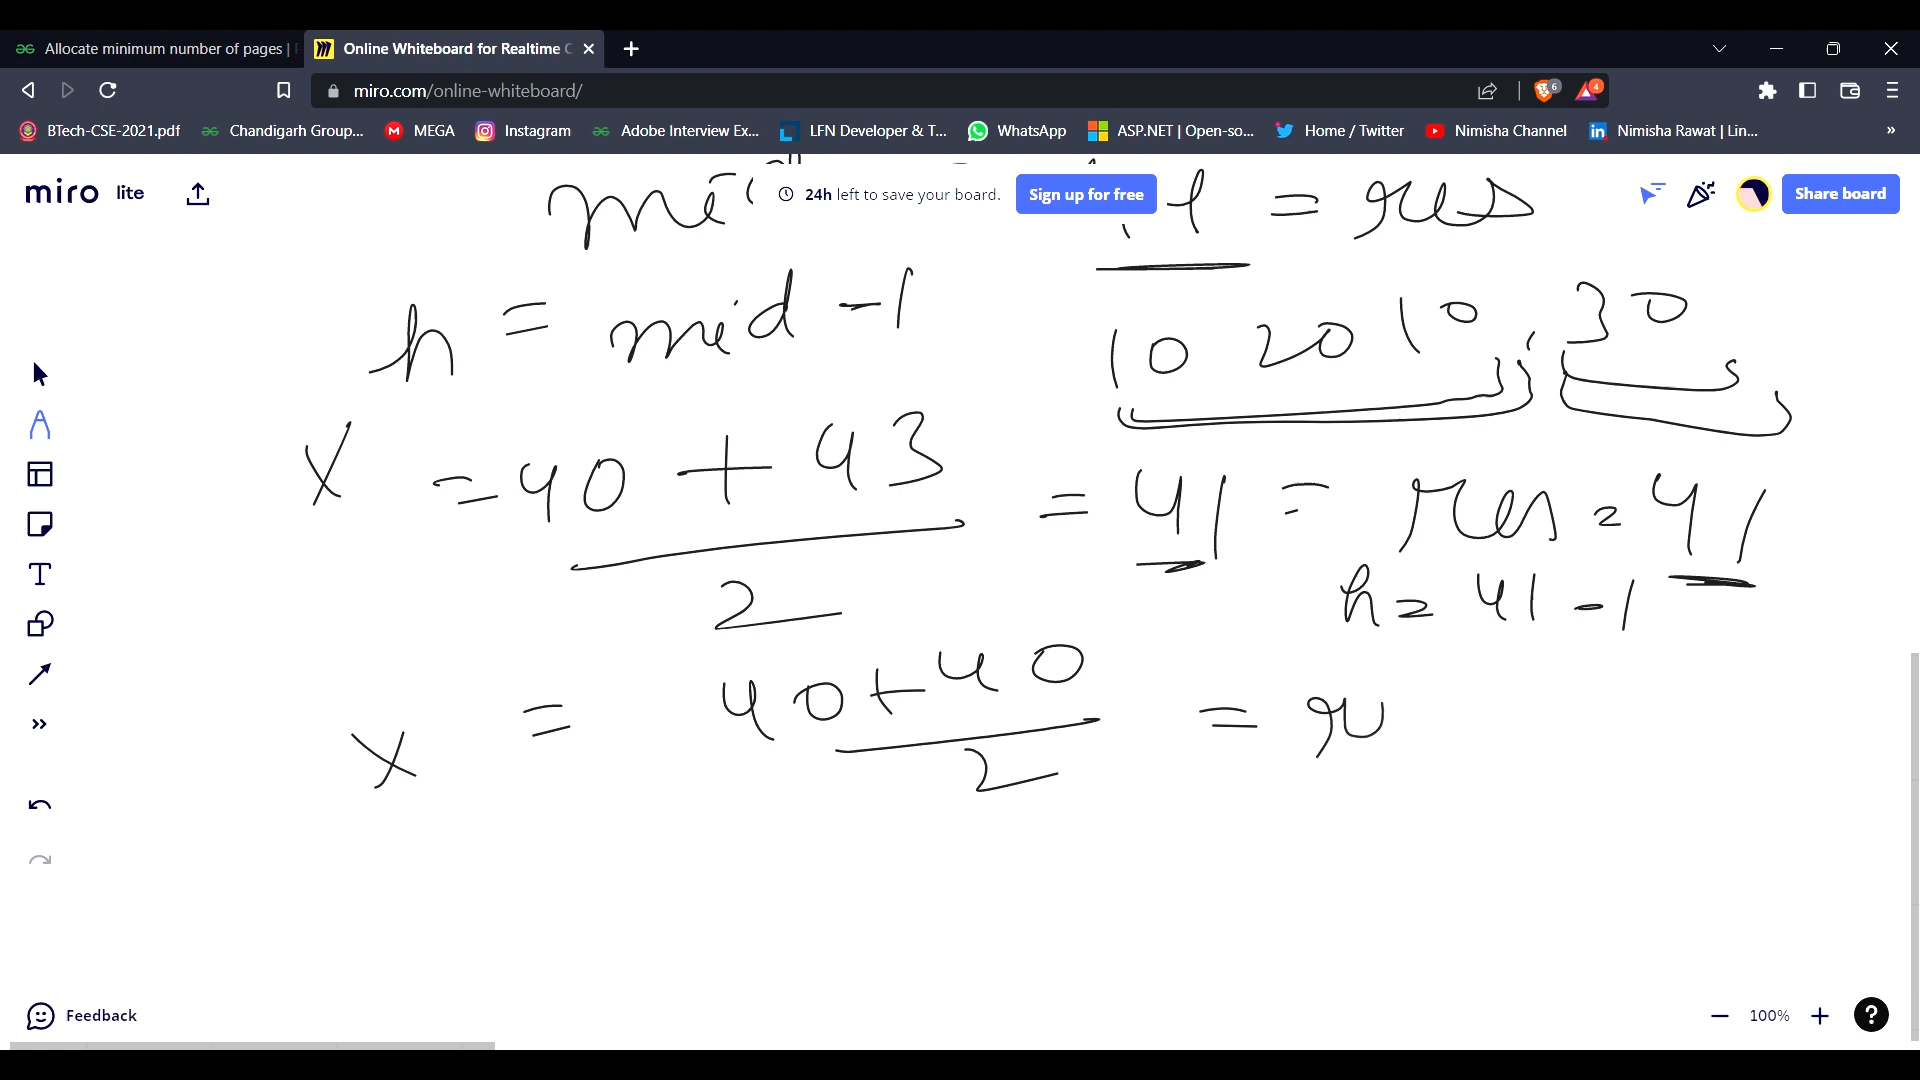 Allocate minimum number of pages |
Online Whiteboard for Realtime C
miro.com/online-whiteboard/
6
4
BTech-CSE-2021.pdf
Chandigarh Group...
MEGA
Instagram
Adobe Interview Ex...
LFN Developer & T...
WhatsApp
ASP.NET | Open-so...
Home / Twitter
Nimisha Channel
Nimisha Rawat | Lin...
»
miro lite
24h left to save your board.
Sign up for free
Share board
= res
h = mid - 1
10 20 10, 30
x = 40 + 43 = 41 = res = 41
2
h = 41 - 1
x = 40+40 = re
2
Feedback
100%
?